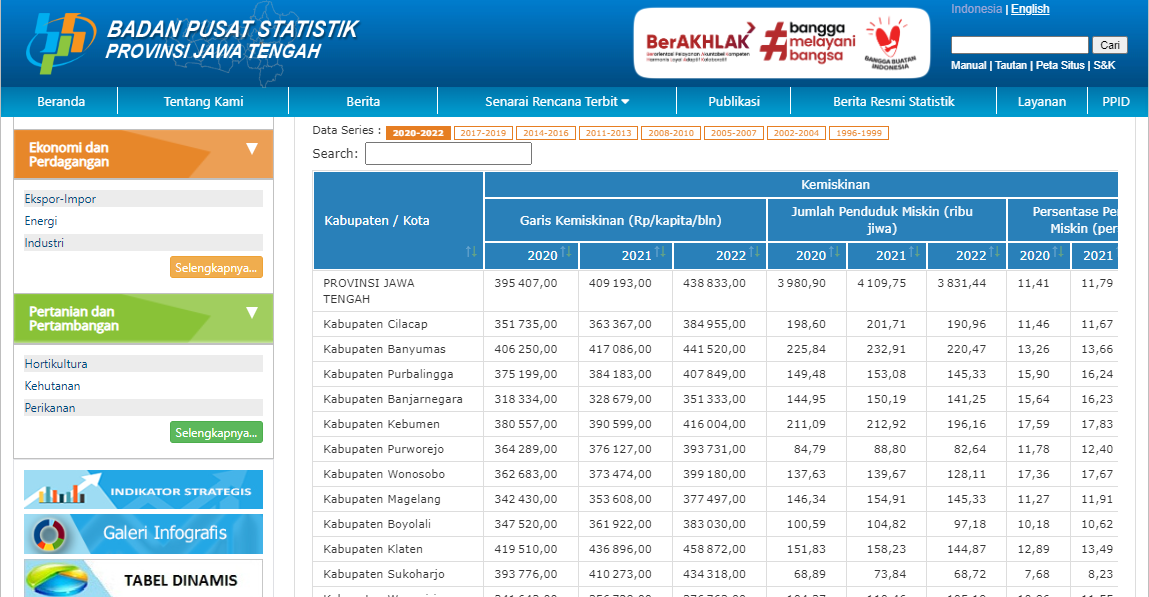 BADAN PUSAT STATISTIK
PROVINSI JAWA TENGAH
BerAKHLAK
#bangga melayani bangsa
BANGGA BUATAN INDONESIA
Indonesia | English
Cari
Manual | Tautan | Peta Situs | S&K
Beranda Tentang Kami Berita Senarai Rencana Terbit Publikasi Berita Resmi Statistik Layanan PPID
Ekonomi dan
Perdagangan
Ekspor-Impor
Energi
Industri
Selengkapnya...
Pertanian dan
Pertambangan
Hortikultura
Kehutanan
Perikanan
Selengkapnya...
INDIKATOR STRATEGIS
Galeri Infografis
TABEL DINAMIS
Data Series : 2020-2022 2017-2019 2014-2016 2011-2013 2008-2010 2005-2007 2002-2004 1996-1999
Search:
Kabupaten / Kota
Kemiskinan
Garis Kemiskinan (Rp/kapita/bln)
Jumlah Penduduk Miskin (ribu
jiwa)
Persentase
Miskin
2020 2021 2022 2020 2021 2022 2020 2021
PROVINSI JAWA
TENGAH 395 407,00 409 193,00 438 833,00 3 980,90 4 109,75 3 831,44 11,41 11,79
Kabupaten Cilacap 351 735,00 363 367,00 384 955,00 198,60 201,71 190,96 11,46 11,67
Kabupaten Banyumas 406 250,00 417 086,00 441 520,00 225,84 232,91 220,47 13,26 13,66
Kabupaten Purbalingga 375 199,00 384 183,00 407 849,00 149,48 153,08 145,33 15,90 16,24
Kabupaten Banjarnegara 318 334,00 328 679,00 351 333,00 144,95 150,19 141,25 15,64 16,23
Kabupaten Kebumen 380 557,00 390 599,00 416 004,00 211,09 212,92 196,16 17,59 17,83
Kabupaten Purworejo 364 289,00 376 127,00 393 731,00 84,79 88,80 82,64 11,78 12,40
Kabupaten Wonosobo 362 683,00 373 474,00 399 180,00 137,63 139,67 128,11 17,36 17,67
Kabupaten Magelang 342 430,00 353 608,00 377 497,00 146,34 154,91 145,33 11,27 11,91
Kabupaten Boyolali 347 520,00 361 922,00 383 030,00 100,59 104,82 97,18 10,18 10,62
Kabupaten Klaten 419 510,00 436 896,00 458 872,00 151,83 158,23 144,87 12,89 13,49
Kabupaten Sukoharjo 393 776,00 410 273,00 434 318,00 68,89 73,84 68,72 7,68 8,23